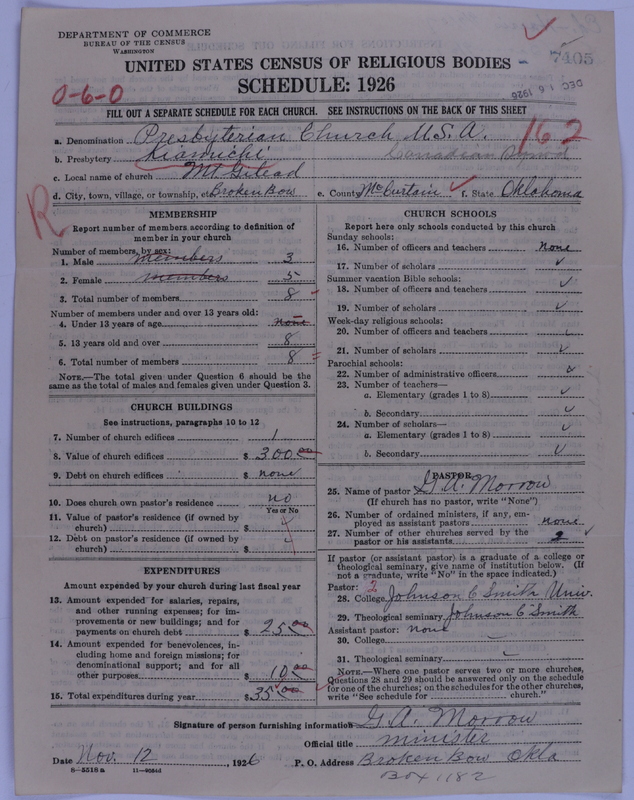 DEPARTMENT OF COMMERCE
BUREAU OF THE CENSUS
WASHINGTON
7405
DEC 16 1926
UNITED STATES CENSUS OF RELIGIOUS BODIES
SCHEDULE: 1926
0-6-0
FILL OUT A SEPARATE SCHEDULE FOR EACH CHURCH. SEE INSTRUCTIONS ON THE BACK OF THIS SHEET
162
a. Denomination Presbyterian Church U.S.A.
b. Presbytery Kiamichi Canadian Synod
c. Local name of church Mt Gilead
d. City, town, village, or township, etc. Broken Bow e. County McCurtain f. State Oklahoma
R
MEMBERSHIP
Report number of members according to definition of
member in your church
Number of members, by sex:
1. Male members 3
2. Female members 5
3. Total number of members 8
Number of members under and over 13 years old:
4. Under 13 years of age none
5. 13 years old and over 8
6. Total number of members 8
NOTE.—The total given under Question 6 should be the
same as the total of males and females given under Question 3.
CHURCH BUILDINGS
See instructions, paragraphs 10 to 12
7. Number of church edifices 1
8. Value of church edifices $ 300.00
9. Debt on church edifices $ none
10. Does church own pastor's residence no
Yes or No
11. Value of pastor's residence (if owned by
church) $
12. Debt on pastor's residence (if owned by
church) $
EXPENDITURES
Amount expended by your church during last fiscal year
13. Amount expended for salaries, repairs,
and other running expenses; for im-
provements or new buildings; and for
payments on church debt $ 25.00
14. Amount expended for benevolences, in-
cluding home and foreign missions; for
denominational support; and for all
other purposes $ 10.00
15. Total expenditures during year $ 35.00
CHURCH SCHOOLS
Report here only schools conducted by this church
Sunday schools:
16. Number of officers and teachers none
17. Number of scholars
Summer vacation Bible schools:
18. Number of officers and teachers
19. Number of scholars
Week-day religious schools:
20. Number of officers and teachers
21. Number of scholars
Parochial schools:
22. Number of administrative officers
23. Number of teachers—
a. Elementary (grades 1 to 8)
b. Secondary
24. Number of scholars—
a. Elementary (grades 1 to 8)
b. Secondary
PASTOR
25. Name of pastor G. A. Morrow
(If church has no pastor, write "None")
26. Number of ordained ministers, if any, em-
ployed as assistant pastors none
27. Number of other churches served by the
pastor or his assistants 2
If pastor (or assistant pastor) is a graduate of a college or
theological seminary, give name of institution below. (If
not a graduate, write "No" in the space indicated.)
Pastor: 2
28. College Johnson C Smith Univ.
29. Theological seminary Johnson C Smith
Assistant pastor: none
30. College
31. Theological seminary
NOTE.—Where one pastor serves two or more churches,
Questions 28 and 29 should be answered only on the schedule
for one of the churches; on the schedules for the other churches,
write "See schedule for church."
Signature of person furnishing information G. A. Morrow
Official title minister
Date Nov. 12, 1926 P. O. Address Broken Bow Okla
8—5518a
Box 1182